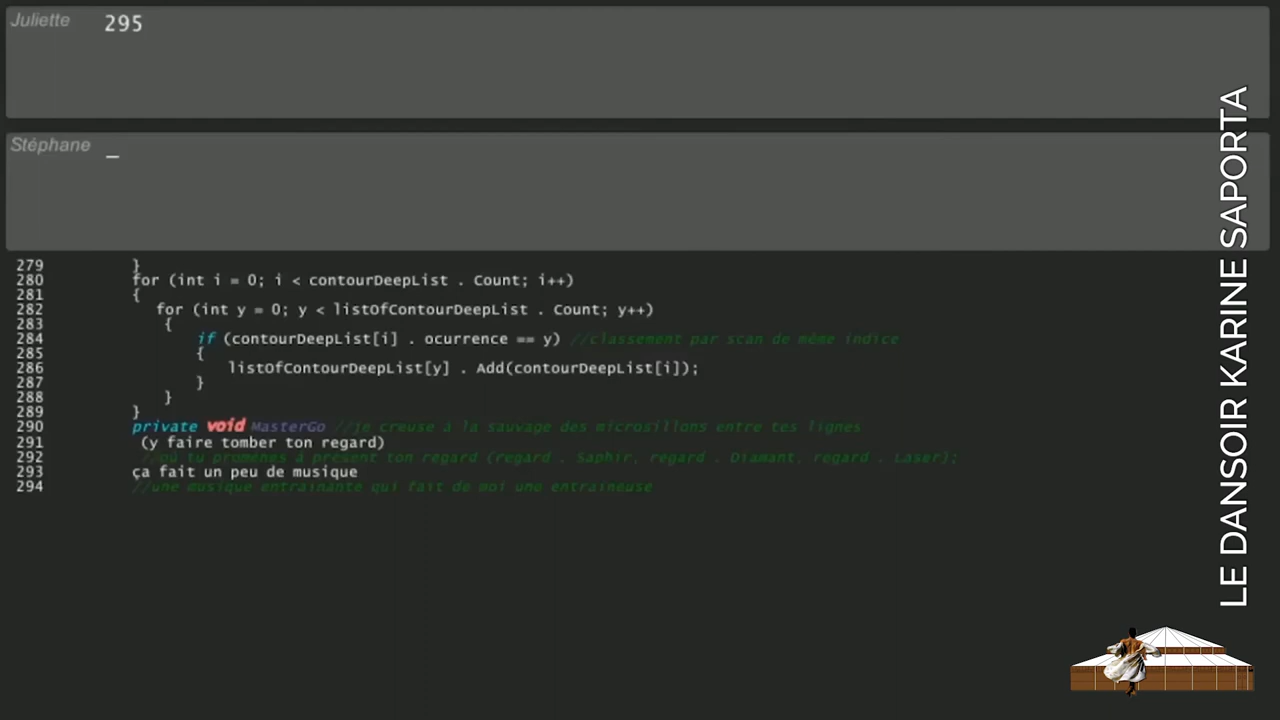 Juliette 295
Stéphane _
279 }
280 for (int i = 0; i < contourDeepList . Count; i++)
281 {
282 for (int y = 0; y < listOfContourDeepList . Count; y++)
283 {
284 if (contourDeepList[i] . ocurrence == y) //classement par scan de même indice
285 {
286 listOfContourDeepList[y] . Add(contourDeepList[i]);
287 }
288 }
289 }
290 private void MasterGo //je creuse à la sauvage des microsillons entre tes lignes
291 (y faire tomber ton regard)
292 //où tu promènes à présent ton regard (regard . Saphir, regard . Diamant, regard . Laser);
293 ça fait un peu de musique
294 //une musique entrainante qui fait de moi une entraineuse
LE DANSOIR KARINE SAPORTA